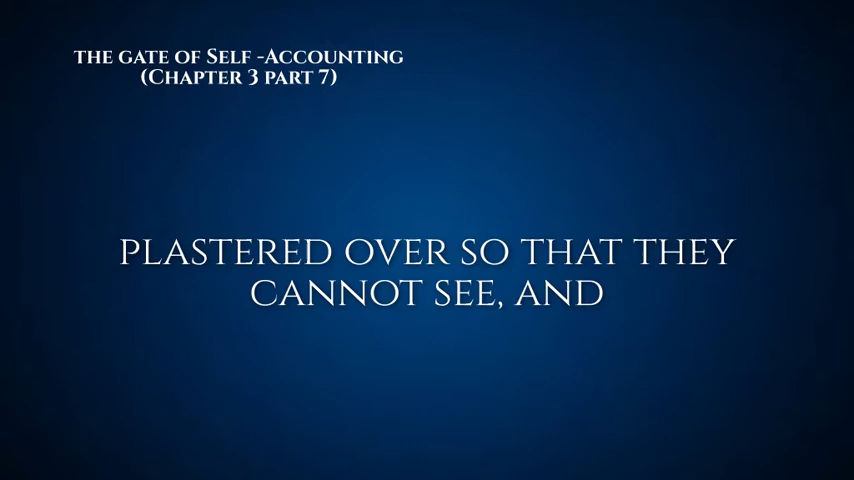 THE GATE OF SELF -ACCOUNTING
(CHAPTER 3 PART 7)
PLASTERED OVER SO THAT THEY
CANNOT SEE, AND